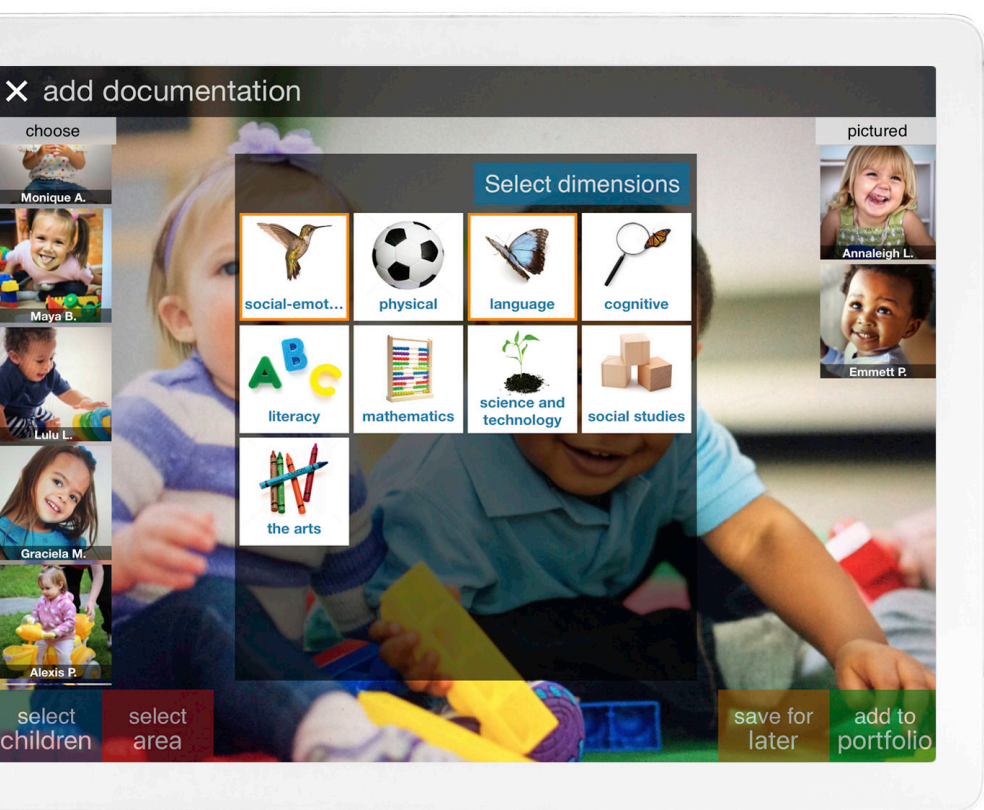 add documentation
choose
Monique A.
Maya B.
Lulu L.
Graciela M.
Alexis P.
Select dimensions
social-emot...
physical
language
cognitive
literacy
mathematics
science and
technology
social studies
the arts
pictured
Annaleigh L.
Emmett P.
select
children
select
area
save for
later
add to
portfolio